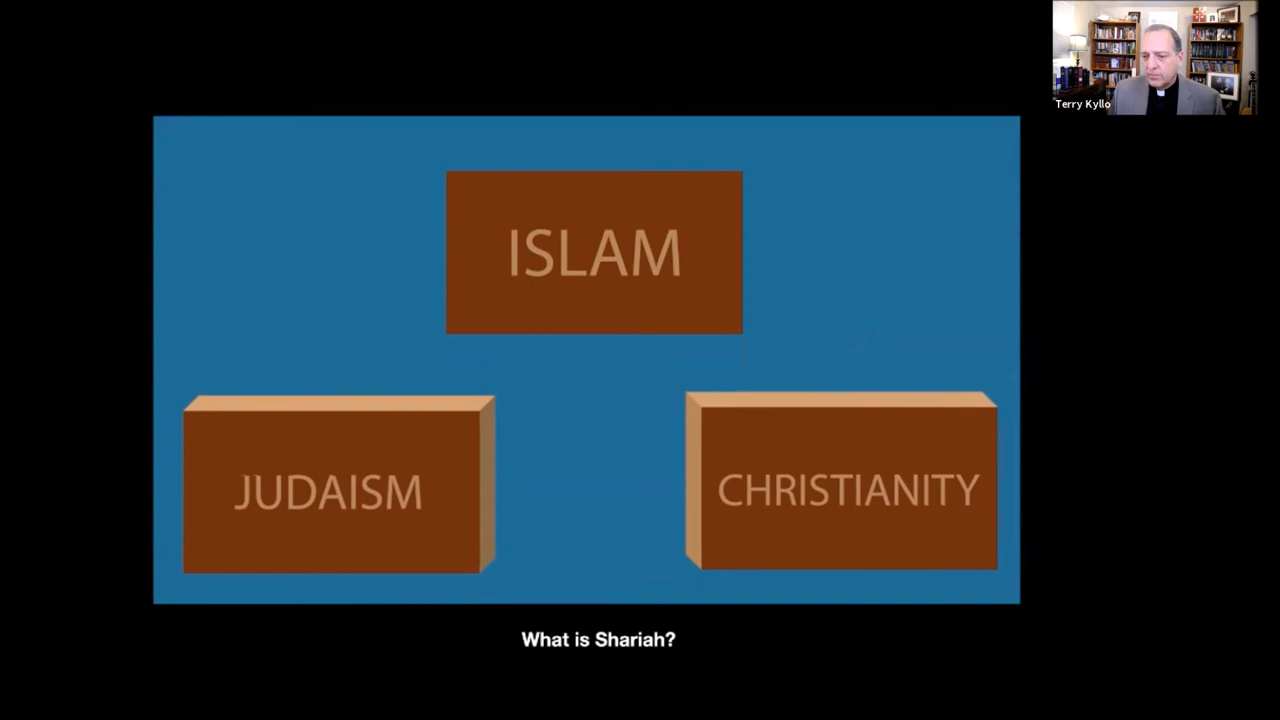 Terry Kyllo
ISLAM
JUDAISM
CHRISTIANITY
What is Shariah?